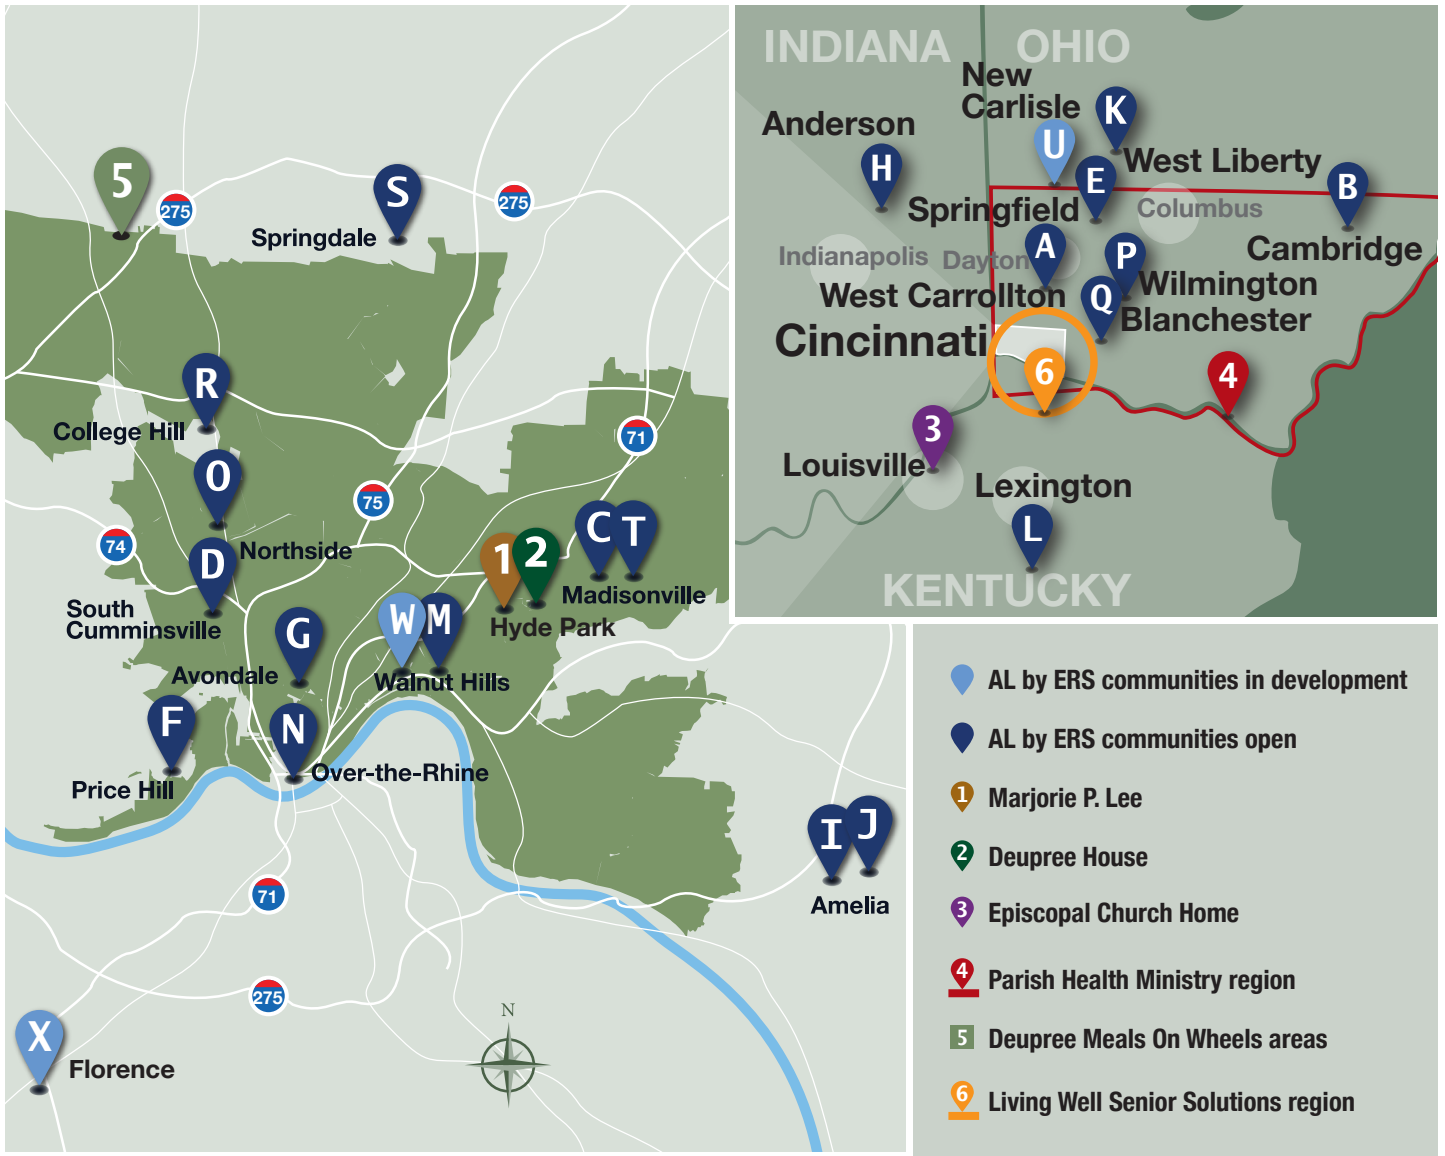 5
275
S
275
Springdale
R
College Hill
71
O
75
C
T
74
Northside
D
1
2
Madisonville
South
Cumminsville
G
W
M
Hyde Park
Avondale
Walnut Hills
F
N
Over-the-Rhine
Price Hill
I
J
Amelia
71
275
N
X
Florence
INDIANA
OHIO
New
Carlisle
K
Anderson
U
H
West Liberty
E
B
Springfield
Columbus
Cambridge
Indianapolis
Dayton
A
P
West Carrollton
Wilmington
Q
Blanchester
Cincinnati
6
4
3
Louisville
Lexington
L
KENTUCKY
AL by ERS communities in development
AL by ERS communities open
1 Marjorie P. Lee
2 Deupree House
3 Episcopal Church Home
4 Parish Health Ministry region
5 Deupree Meals On Wheels areas
6 Living Well Senior Solutions region